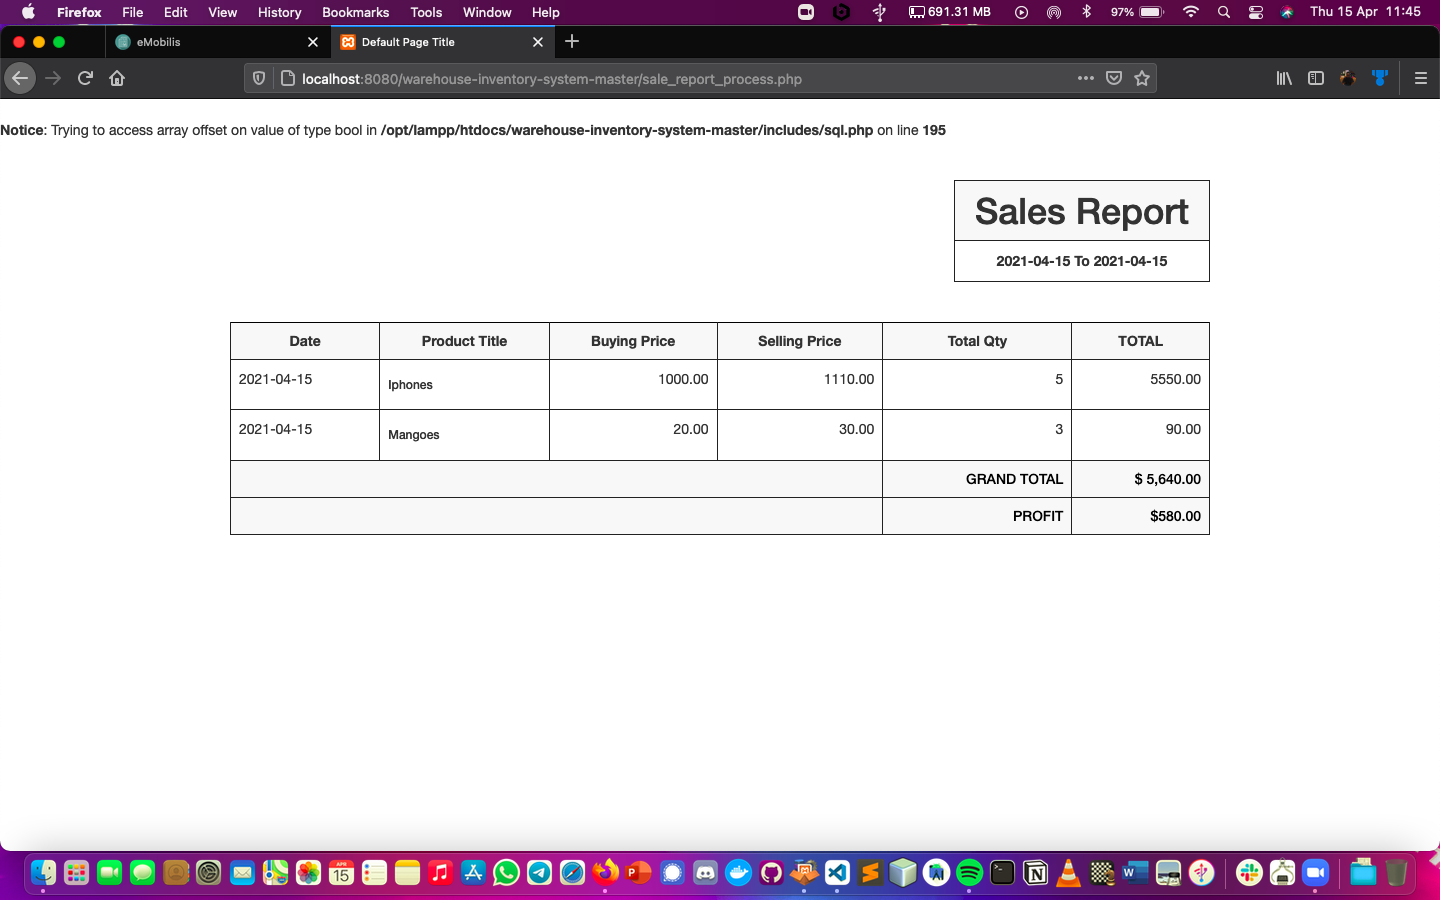 Firefox File Edit View History Bookmarks Tools Window Help 691.31 MB 97% Thu 15 Apr 11:45
eMobilis Default Page Title
localhost:8080/warehouse-inventory-system-master/sale_report_process.php
Notice: Trying to access array offset on value of type bool in /opt/lampp/htdocs/warehouse-inventory-system-master/includes/sql.php on line 195
Sales Report
2021-04-15 To 2021-04-15
Date Product Title Buying Price Selling Price Total Qty TOTAL
2021-04-15 Iphones 1000.00 1110.00 5 5550.00
2021-04-15 Mangoes 20.00 30.00 3 90.00
GRAND TOTAL $ 5,640.00
PROFIT $580.00
APR
15